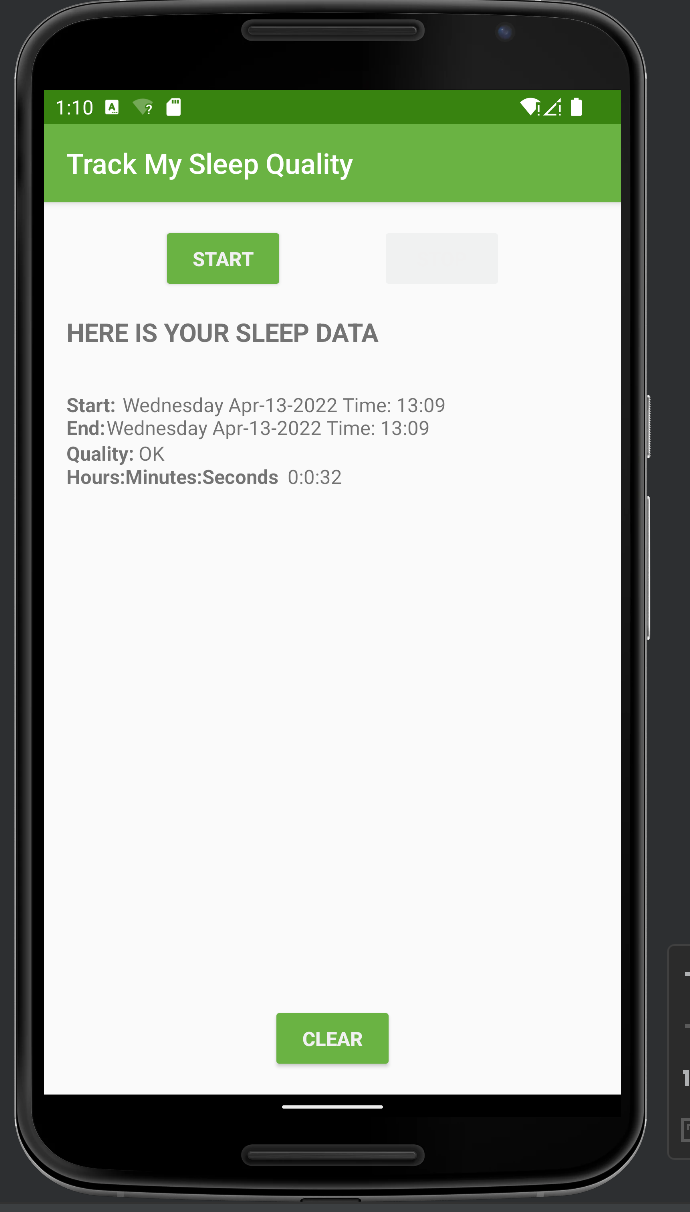 1:10
Track My Sleep Quality
START
HERE IS YOUR SLEEP DATA
Start: Wednesday Apr-13-2022 Time: 13:09
End:Wednesday Apr-13-2022 Time: 13:09
Quality: OK
Hours:Minutes:Seconds 0:0:32
CLEAR